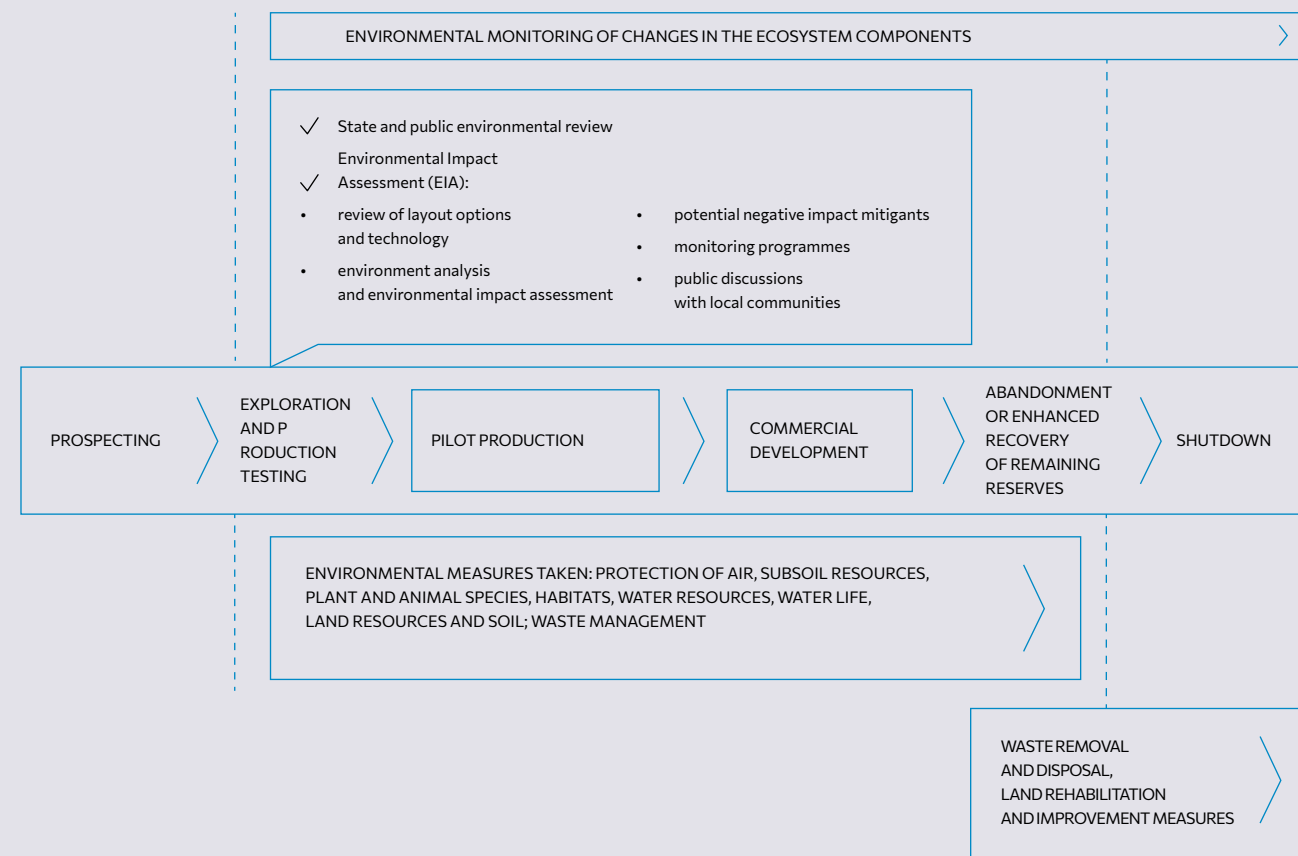 ENVIRONMENTAL MONITORING OF CHANGES IN THE ECOSYSTEM COMPONENTS
State and public environmental review
Environmental Impact
Assessment (EIA):
• review of layout options
and technology
• environment analysis
and environmental impact assessment
• potential negative impact mitigants
• monitoring programmes
• public discussions
with local communities
PROSPECTING
EXPLORATION
AND P
RODUCTION
TESTING
PILOT PRODUCTION
COMMERCIAL
DEVELOPMENT
ABANDONMENT
OR ENHANCED
RECOVERY
OF REMAINING
RESERVES
SHUTDOWN
ENVIRONMENTAL MEASURES TAKEN: PROTECTION OF AIR, SUBSOIL RESOURCES,
PLANT AND ANIMAL SPECIES, HABITATS, WATER RESOURCES, WATER LIFE,
LAND RESOURCES AND SOIL; WASTE MANAGEMENT
WASTE REMOVAL
AND DISPOSAL,
LAND REHABILITATION
AND IMPROVEMENT MEASURES